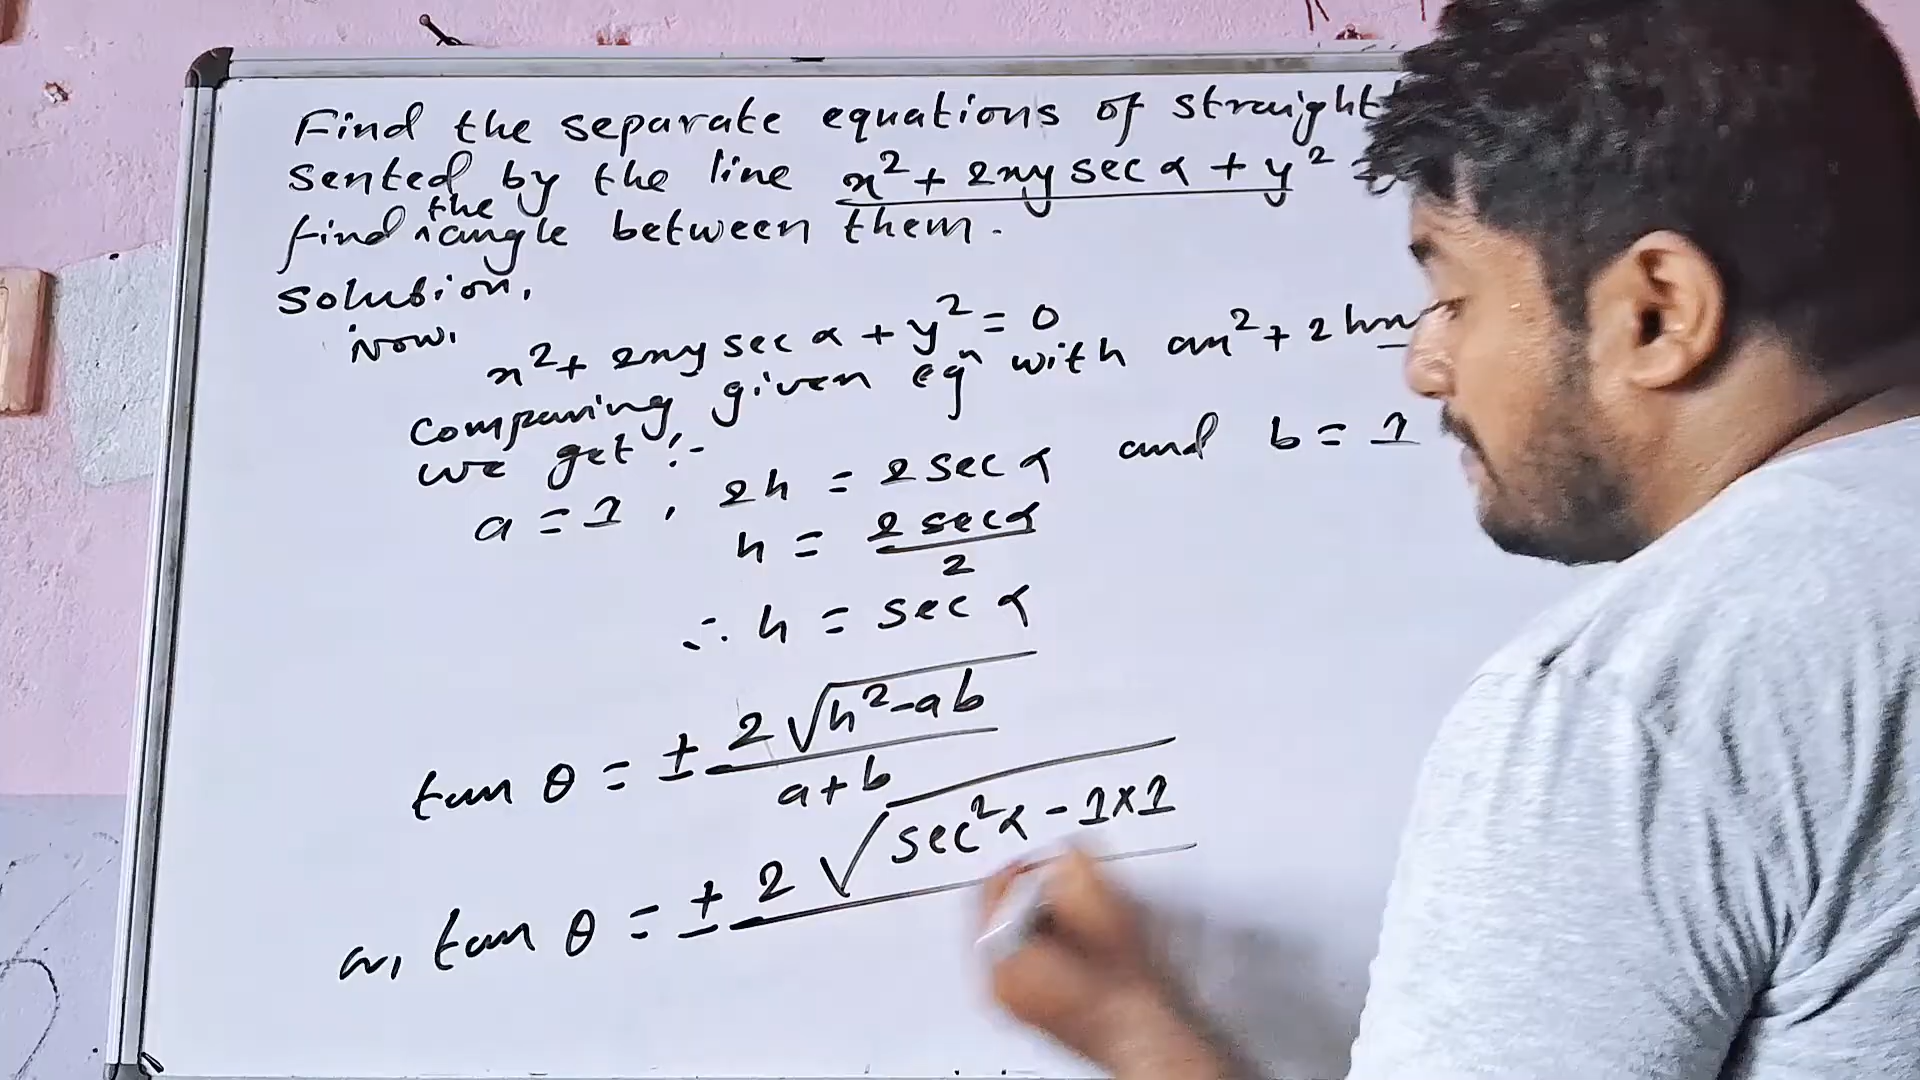 Find the separate equations of straight
sented by the line x² + 2xy sec α + y² =
find the angle between them.
Solution,
Now,
x² + 2xy sec α + y² = 0
Comparing given eqⁿ with ax² + 2hx
we get :-
a = 1 , 2h = 2 sec α and b = 1
h = 2 sec α / 2
∴ h = sec α
tan θ = ± 2√(h² - ab) / a + b
or, tan θ = ± 2√(sec²α - 1×1)